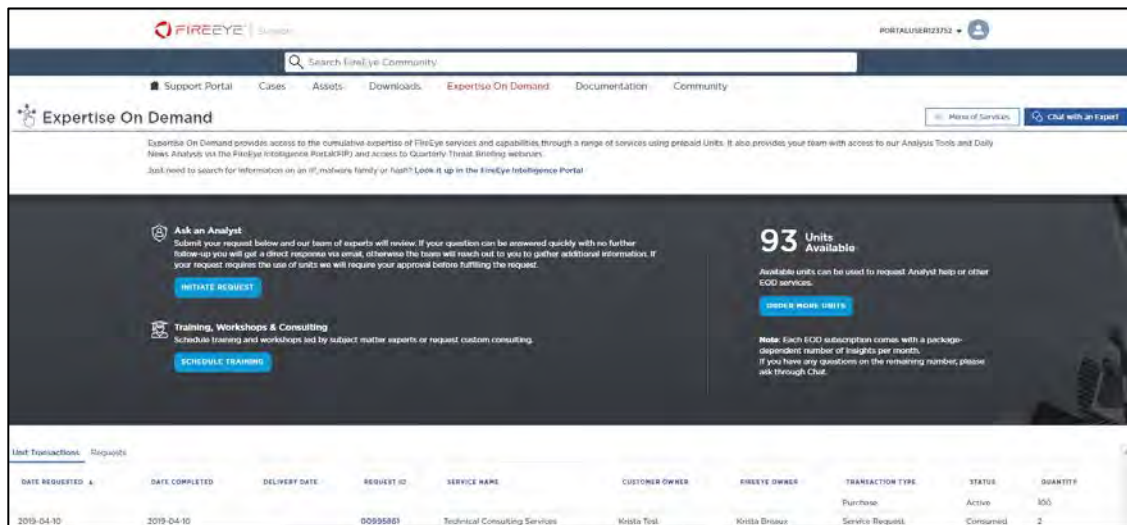 FIREEYE Support
PORTALUSER123752
Search FireEye Community
Support Portal Cases Assets Downloads Expertise On Demand Documentation Community
Expertise On Demand
Menu of Services
Chat with an Expert
Expertise On Demand provides access to the cumulative expertise of FireEye services and capabilities through a range of services using prepaid Units. It also provides your team with access to our Analysis Tools and Daily
News Analysis via the FireEye Intelligence Portal(FIP) and access to Quarterly Threat Briefing webinars.
Just need to search for information on an IP, malware family or hash? Look it up in the FireEye Intelligence Portal
Ask an Analyst
Submit your request below and our team of experts will review. If your question can be answered quickly with no further
follow-up you will get a direct response via email, otherwise the team will reach out to you to gather additional information. If
your request requires the use of units we will require your approval before fulfilling the request.
INITIATE REQUEST
Training, Workshops & Consulting
Schedule training and workshops led by subject matter experts or request custom consulting.
SCHEDULE TRAINING
93 Units
Available
Available units can be used to request Analyst help or other
EOD services.
ORDER MORE UNITS
Note: Each EOD subscription comes with a package-
dependent number of insights per month.
If you have any questions on the remaining number, please
ask through Chat.
Unit Transactions Requests
DATE REQUESTED DATE COMPLETED DELIVERY DATE REQUEST ID SERVICE NAME CUSTOMER OWNER FIREEYE OWNER TRANSACTION TYPE STATUS QUANTITY
Purchase Active 100
2019-04-10 2019-04-10 00995861 Technical Consulting Services Krista Test Krista Breaux Service Request Consumed 2